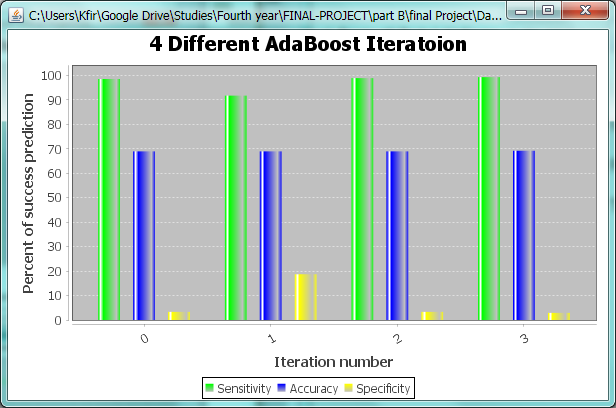 C:\Users\Kfir\Google Drive\Studies\Fourth year\FINAL-PROJECT\part B\final Project\Da...
4 Different AdaBoost Iteratoion
Percent of success prediction
100
90
80
70
60
50
40
30
20
10
0
0 1 2 3
Iteration number
Sensitivity Accuracy Specificity